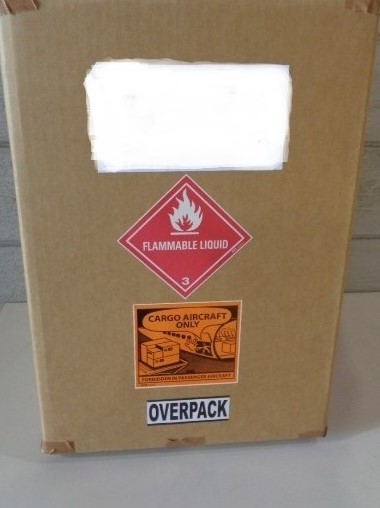 FLAMMABLE LIQUID
3
CARGO AIRCRAFT
ONLY
FORBIDDEN IN PASSENGER AIRCRAFT
OVERPACK